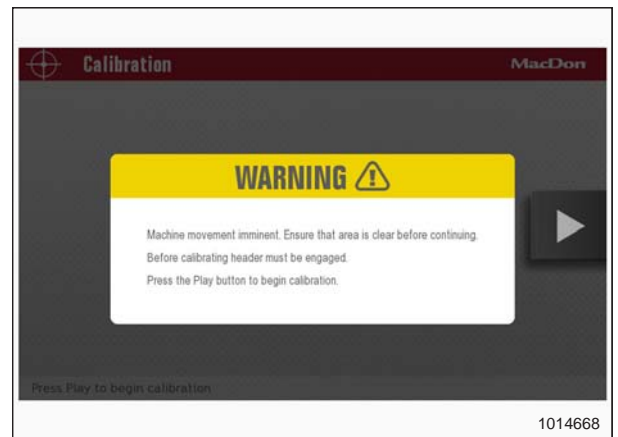 Calibration
MacDon
WARNING
Machine movement imminent. Ensure that area is clear before continuing.
Before calibrating header must be engaged.
Press the Play button to begin calibration.
Press Play to begin calibration
1014668